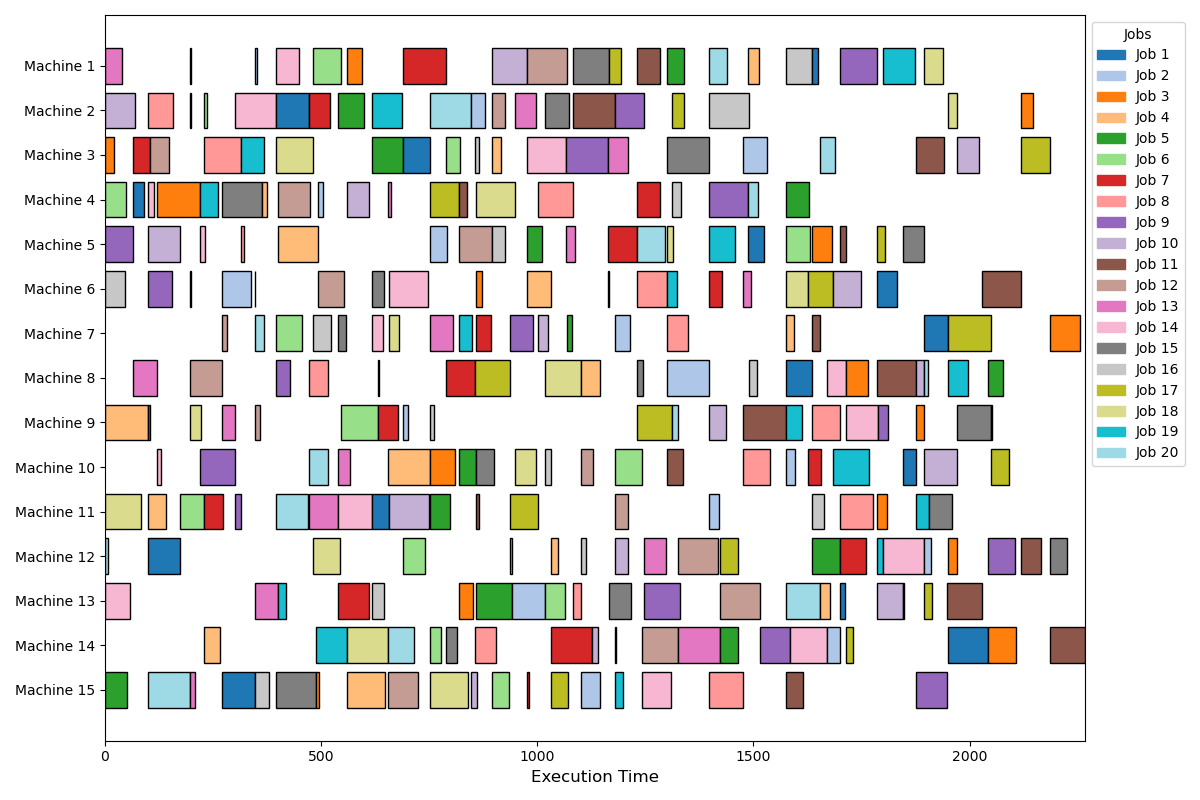 Jobs
Machine 1
Machine 2
Machine 3
Machine 4
Machine 5
Machine 6
Machine 7
Machine 8
Machine 9
Machine 10
Machine 11
Machine 12
Machine 13
Machine 14
Machine 15
Job 1
Job 2
Job 3
Job 4
Job 5
Job 6
Job 7
Job 8
Job 9
Job 10
Job 11
Job 12
Job 13
Job 14
Job 15
Job 16
Job 17
Job 18
Job 19
Job 20
0 500 1000 1500 2000
Execution Time